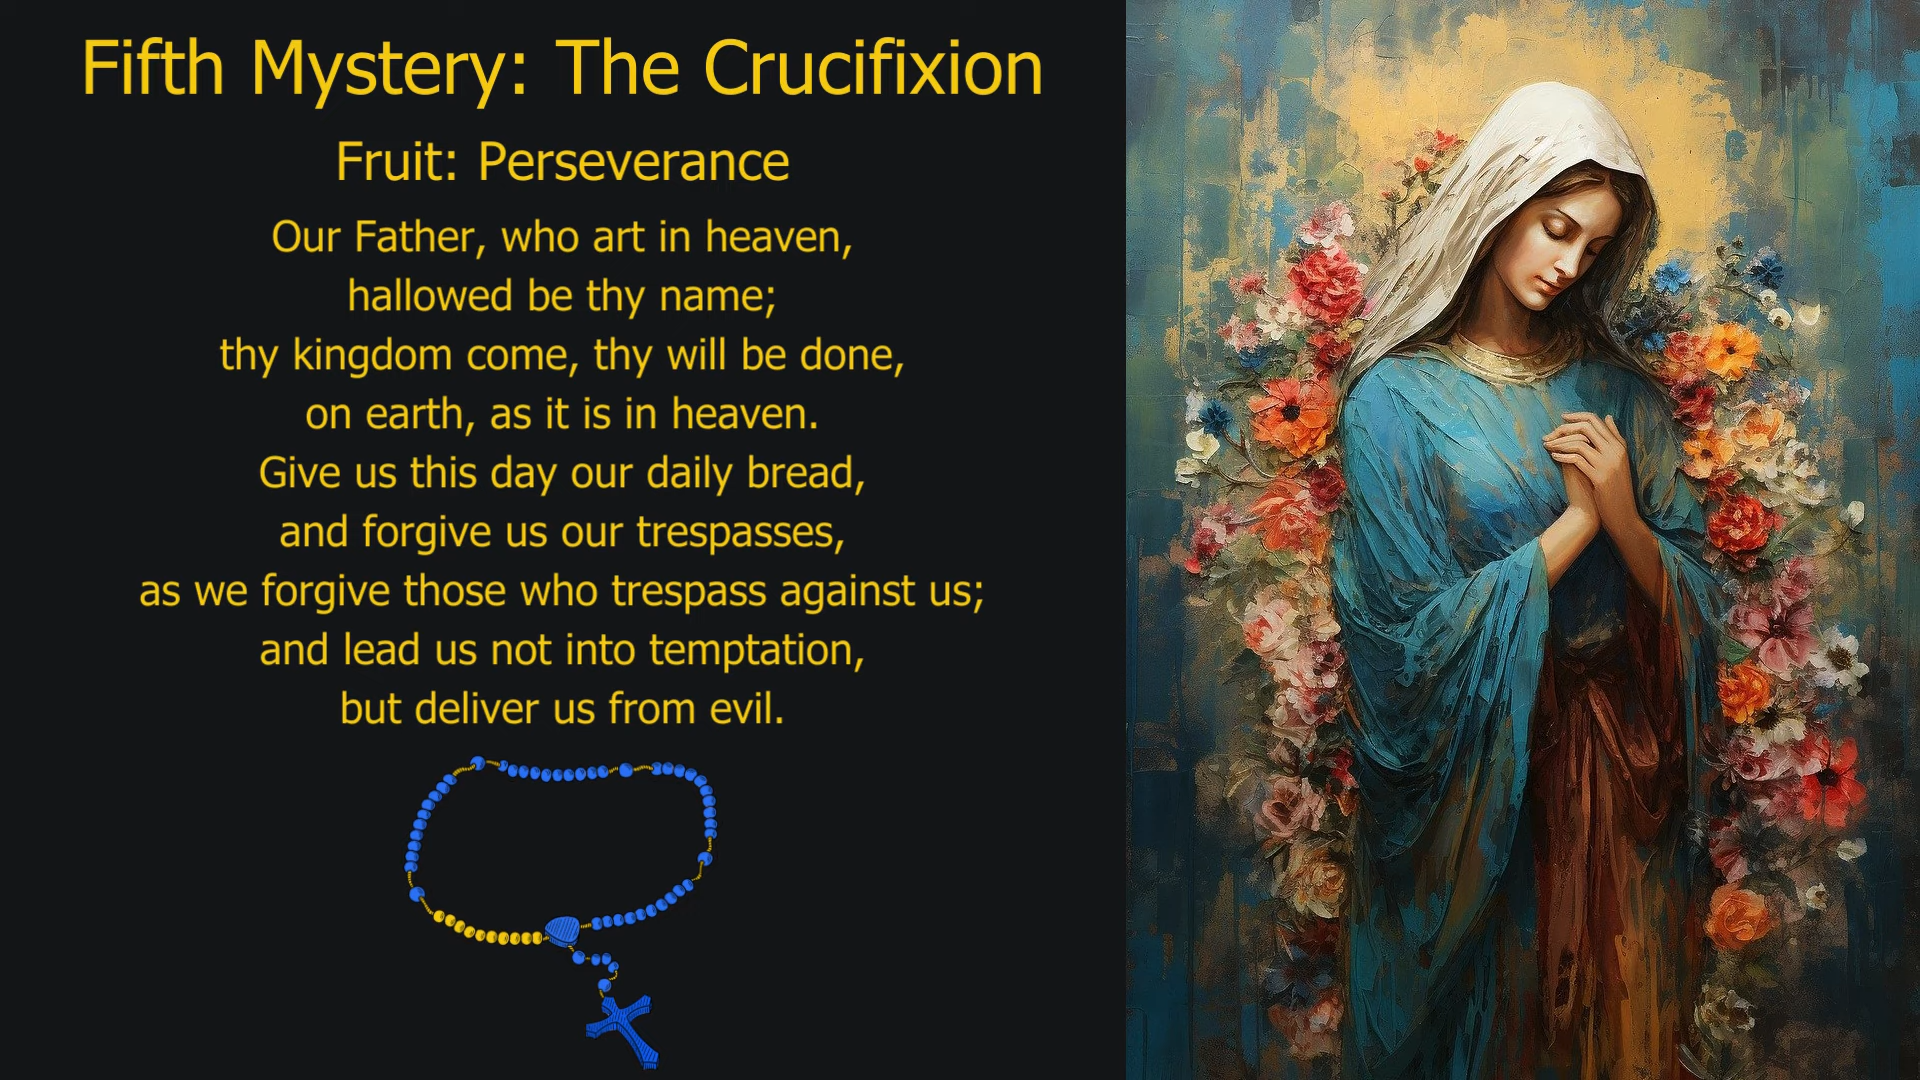 Fifth Mystery: The Crucifixion
Fruit: Perseverance
Our Father, who art in heaven,
hallowed be thy name;
thy kingdom come, thy will be done,
on earth, as it is in heaven.
Give us this day our daily bread,
and forgive us our trespasses,
as we forgive those who trespass against us;
and lead us not into temptation,
but deliver us from evil.